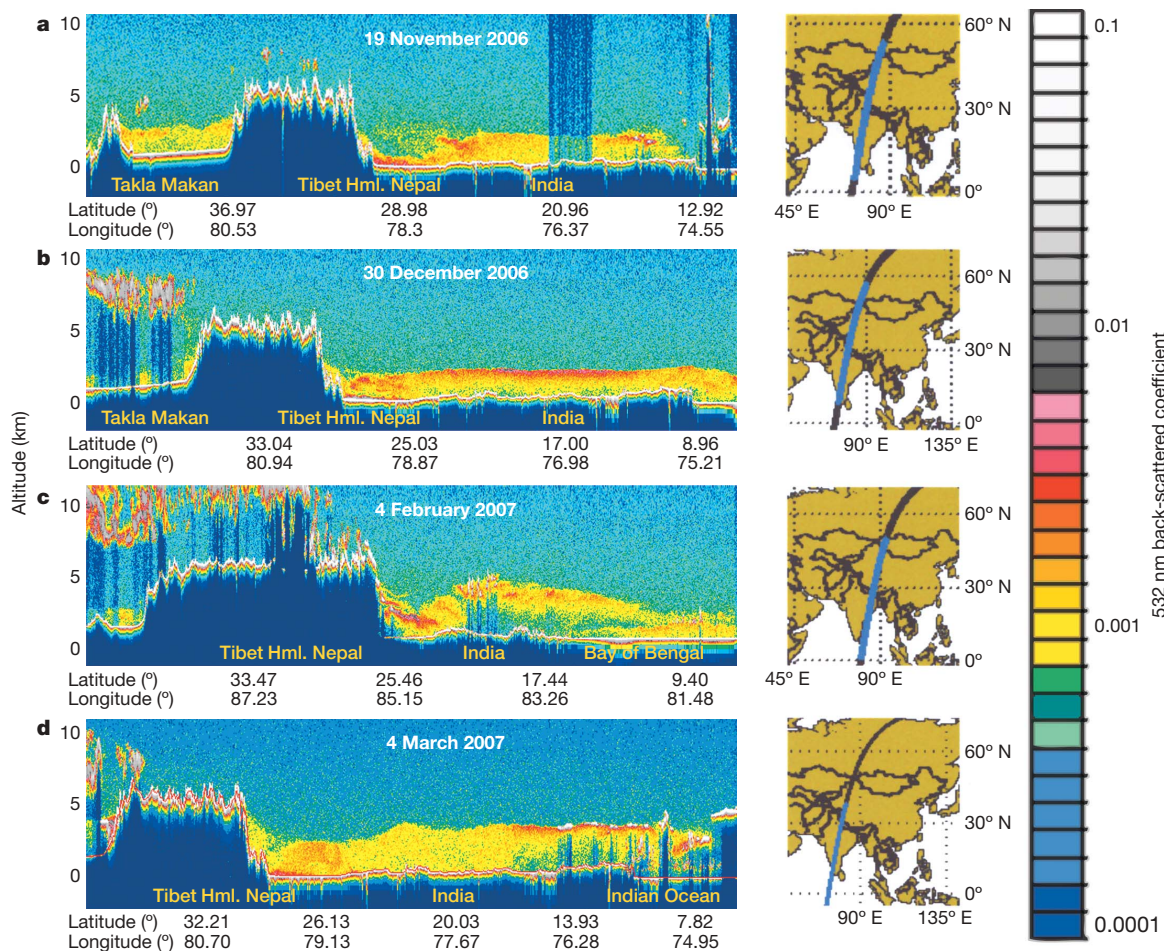 a
10
5
0
19 November 2006
Takla Makan Tibet Hml. Nepal India
Latitude (º) 36.97 28.98 20.96 12.92
Longitude (º) 80.53 78.3 76.37 74.55
60º N
30º N
0º
45º E 90º E
b
10
5
0
30 December 2006
Takla Makan Tibet Hml. Nepal India
Latitude (º) 33.04 25.03 17.00 8.96
Longitude (º) 80.94 78.87 76.98 75.21
60º N
30º N
0º
90º E 135º E
Altitude (km)
c
10
5
0
4 February 2007
Tibet Hml. Nepal India Bay of Bengal
Latitude (º) 33.47 25.46 17.44 9.40
Longitude (º) 87.23 85.15 83.26 81.48
60º N
30º N
0º
45º E 90º E
d
10
5
0
4 March 2007
Tibet Hml. Nepal India Indian Ocean
Latitude (º) 32.21 26.13 20.03 13.93 7.82
Longitude (º) 80.70 79.13 77.67 76.28 74.95
60º N
30º N
0º
90º E 135º E
0.1
0.01
0.001
0.0001
532 nm back-scattered coefficient